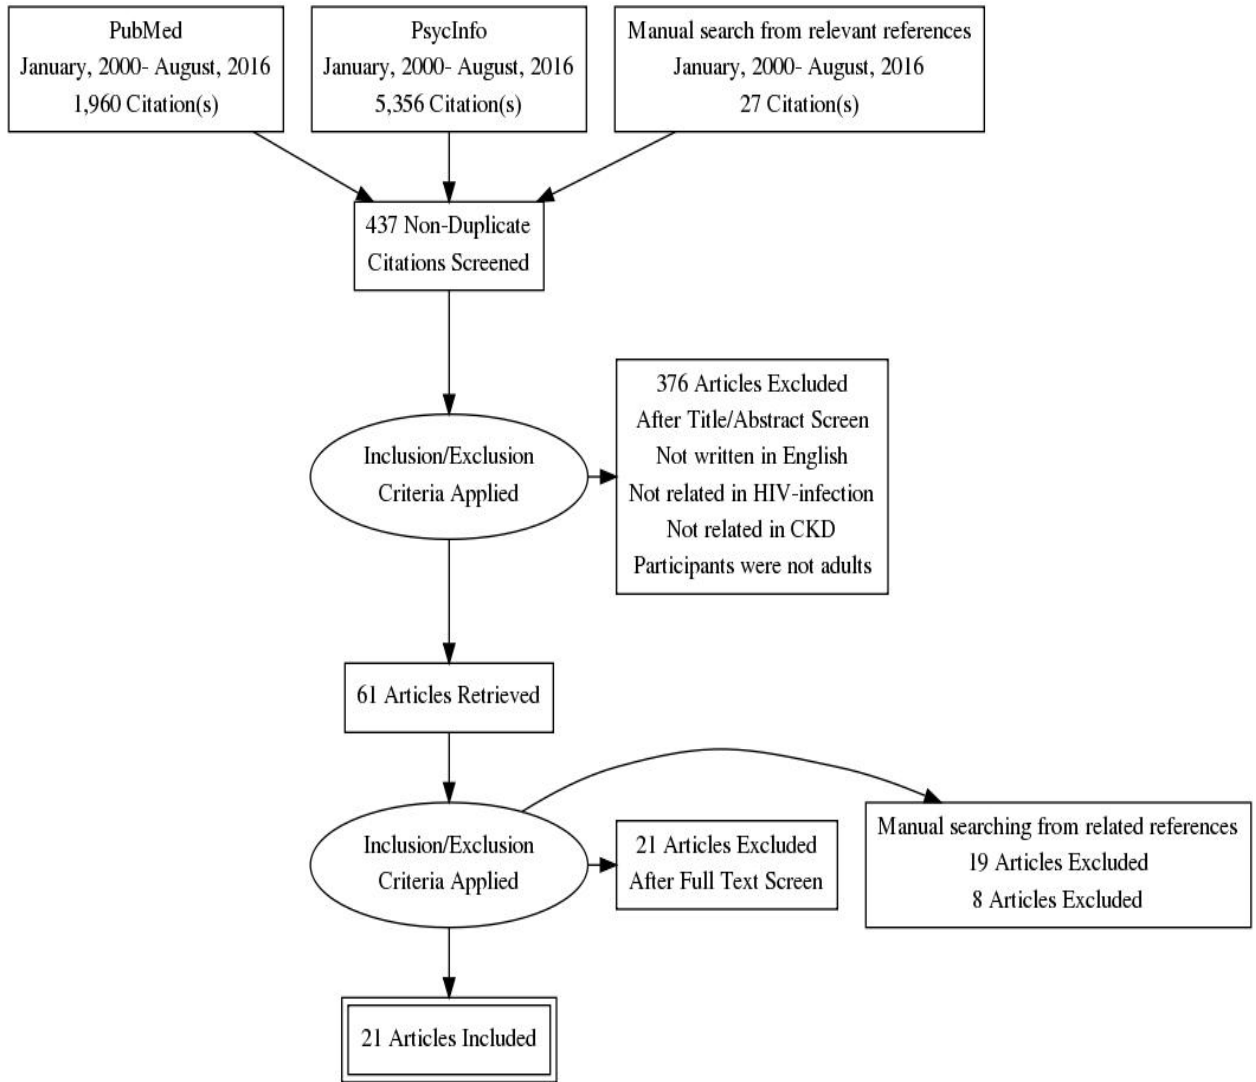 PubMed
January, 2000- August, 2016
1,960 Citation(s)
PsycInfo
January, 2000- August, 2016
5,356 Citation(s)
Manual search from relevant references
January, 2000- August, 2016
27 Citation(s)
437 Non-Duplicate
Citations Screened
Inclusion/Exclusion
Criteria Applied
376 Articles Excluded
After Title/Abstract Screen
Not written in English
Not related in HIV-infection
Not related in CKD
Participants were not adults
61 Articles Retrieved
Inclusion/Exclusion
Criteria Applied
21 Articles Excluded
After Full Text Screen
Manual searching from related references
19 Articles Excluded
8 Articles Excluded
21 Articles Included